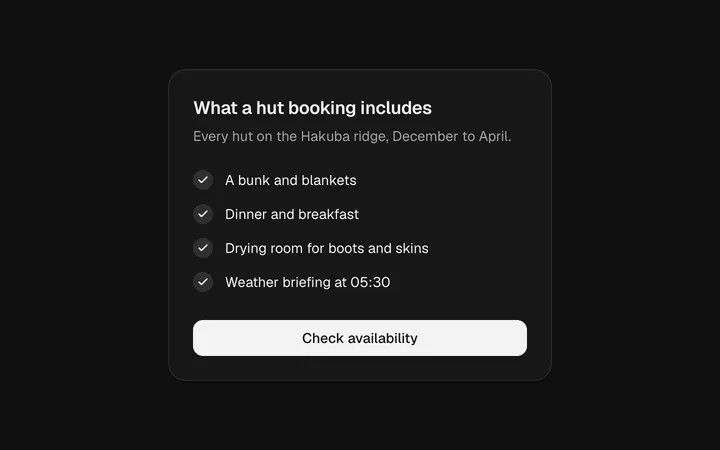 What a hut booking includes
Every hut on the Hakuba ridge, December to April.
A bunk and blankets
Dinner and breakfast
Drying room for boots and skins
Weather briefing at 05:30
Check availability